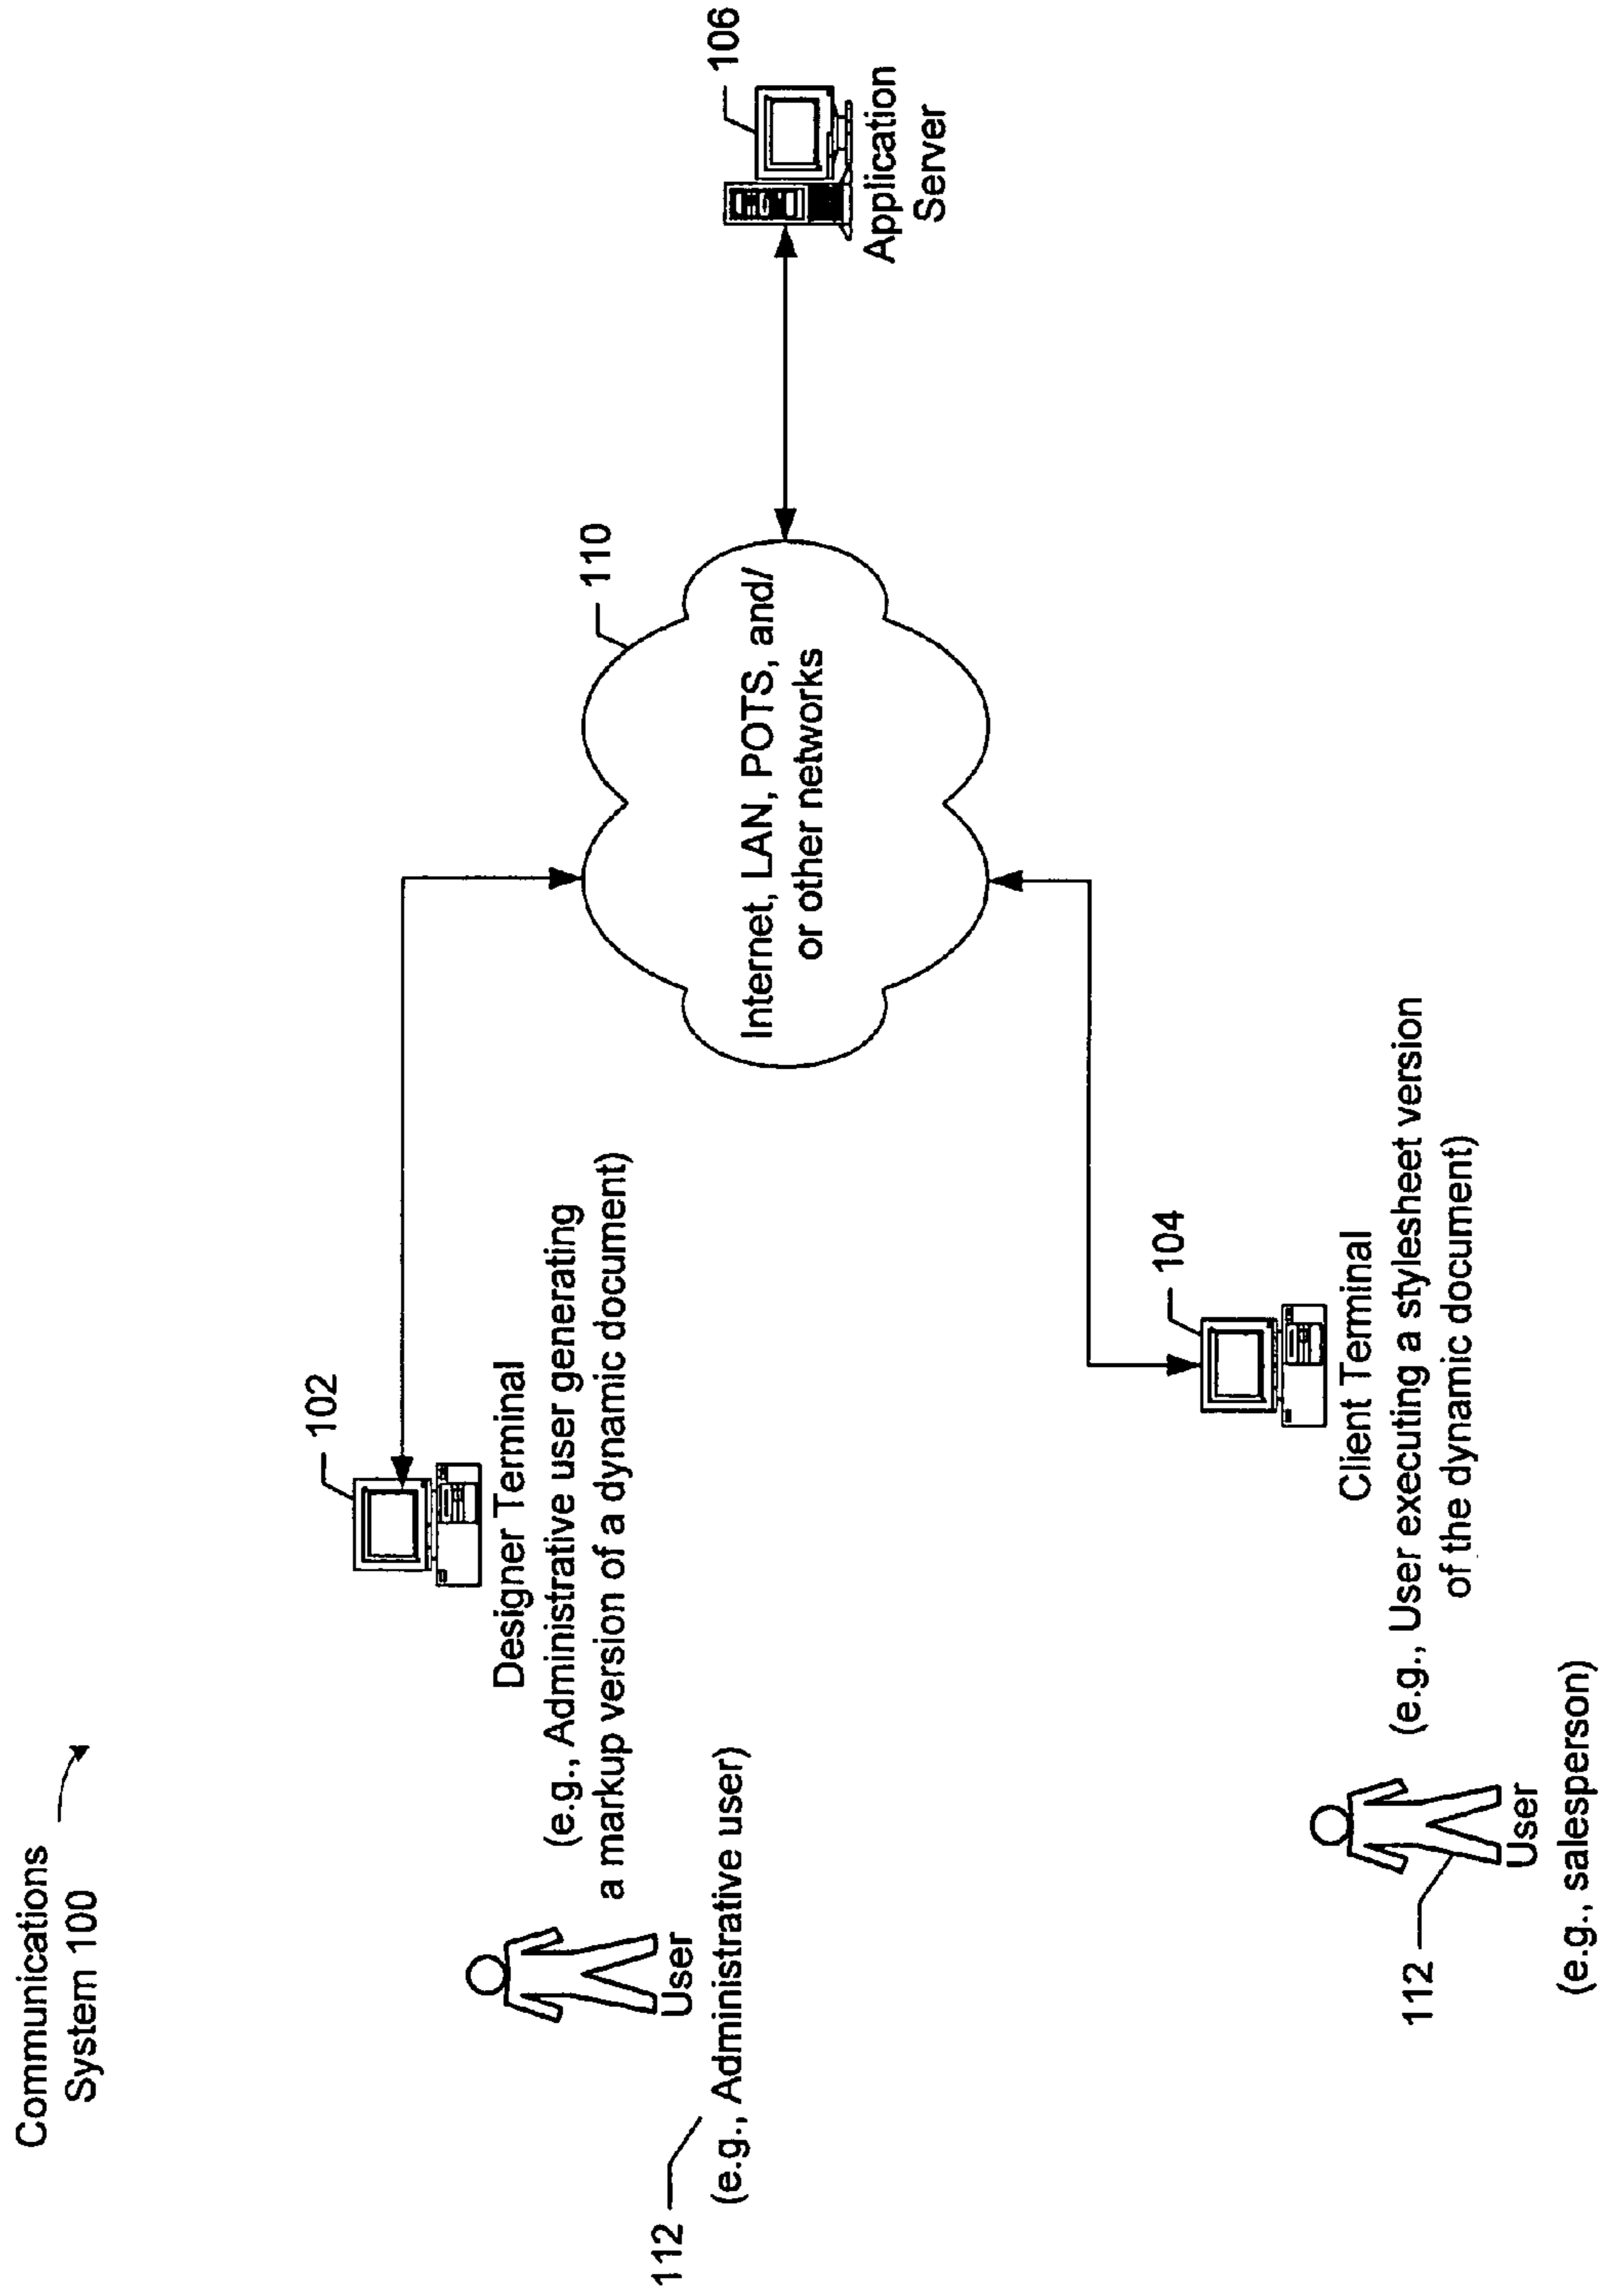 Communications
System 100
102
Designer Terminal
(e.g., Administrative user generating
a markup version of a dynamic document)
User
112
(e.g., Administrative user)
110
Internet, LAN, POTS, and/
or other networks
106
Application
Server
104
Client Terminal
(e.g., User executing a stylesheet version
of the dynamic document)
112
User
(e.g., salesperson)